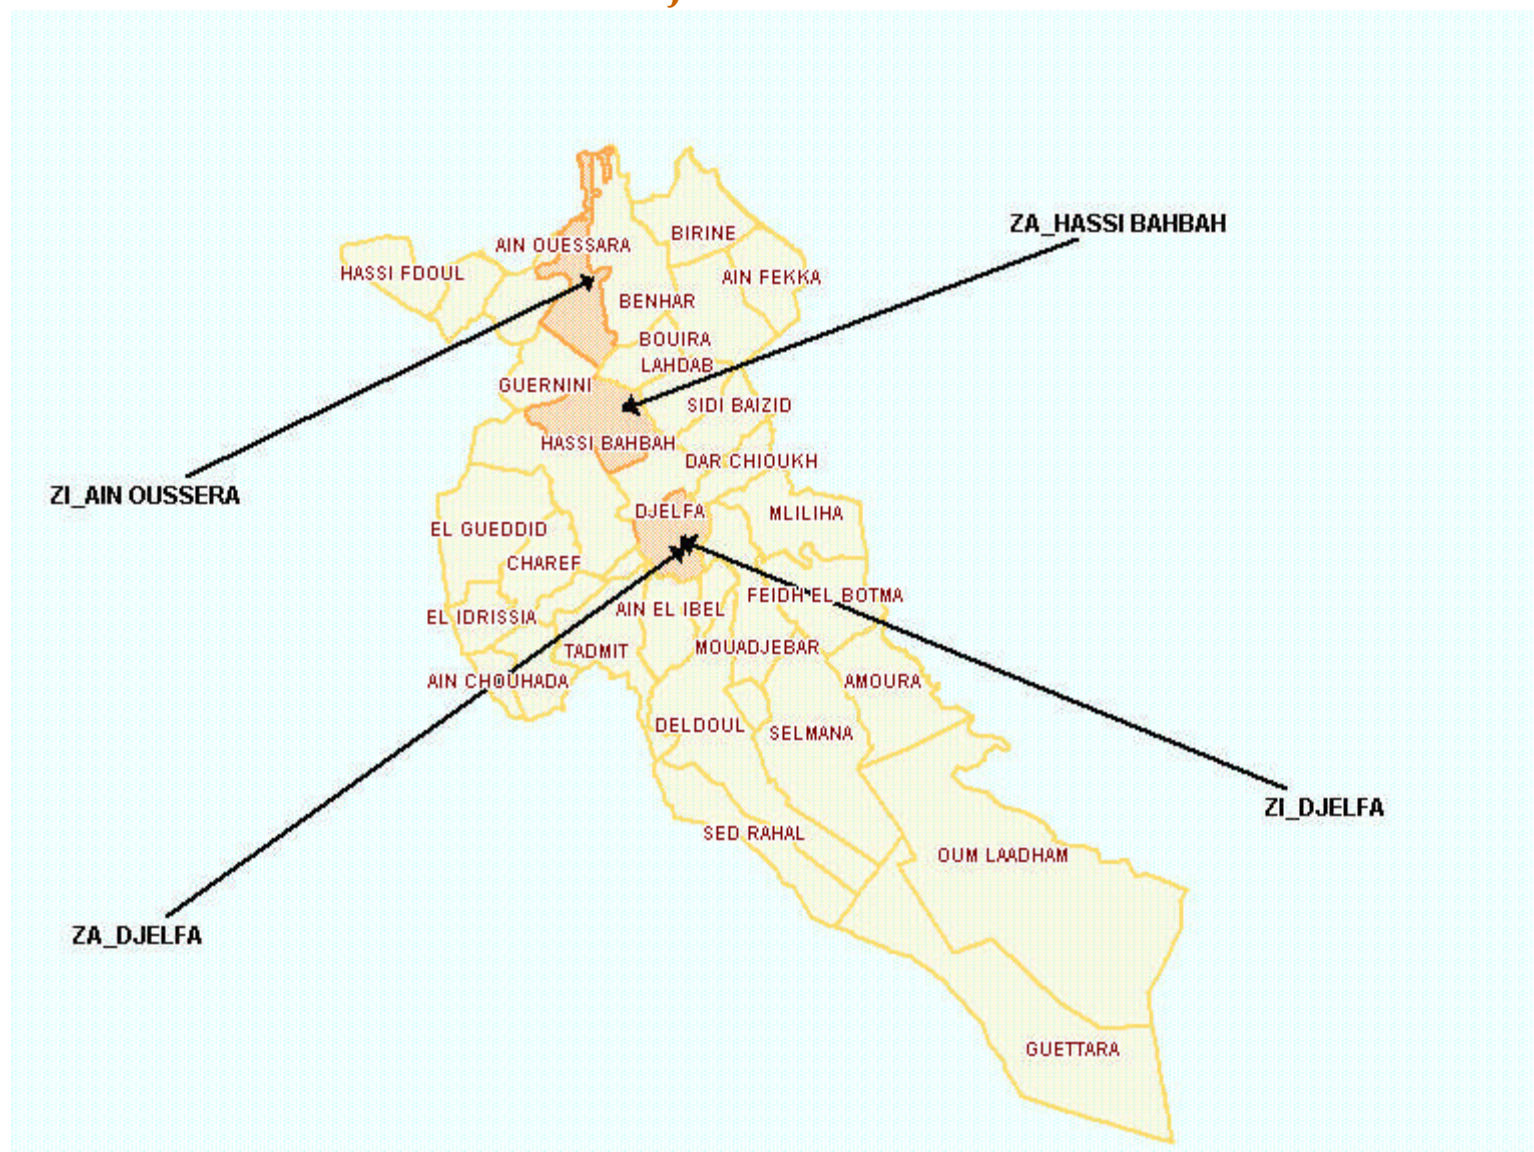 ZA_HASSI BAHBAH
BIRINE
AIN OUESSARA
HASSI FDOUL
AIN FEKKA
BENHAR
BOUIRA
LAHDAB
GUERNINI
SIDI BAIZID
HASSI BAHBAH
DAR CHIOUKH
ZI_AIN OUSSERA
DJELFA
MLILIHA
EL GUEDDID
CHAREF
FEIDH EL BOTMA
AIN EL IBEL
EL IDRISSIA
MOUADJEBAR
TADMIT
AIN CHOUHADA
AMOURA
DELDOUL
SELMANA
ZI_DJELFA
SED RAHAL
OUM LAADHAM
ZA_DJELFA
GUETTARA